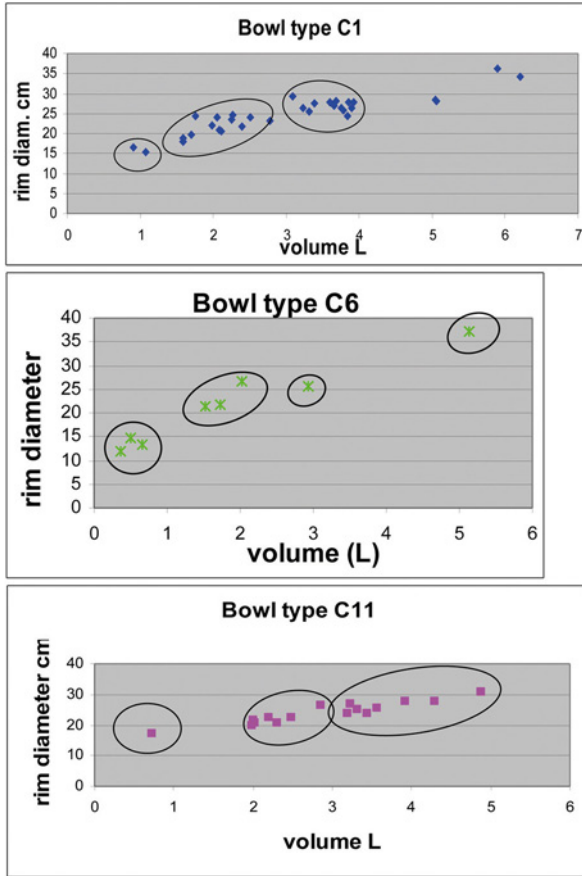 Bowl type C1
rim diam. cm
40
35
30
25
20
15
10
5
0
0 1 2 3 4 5 6 7
volume L
Bowl type C6
rim diameter
40
35
30
25
20
15
10
5
0
0 1 2 3 4 5 6
volume (L)
Bowl type C11
rim diameter cm
40
30
20
10
0
0 1 2 3 4 5 6
volume L